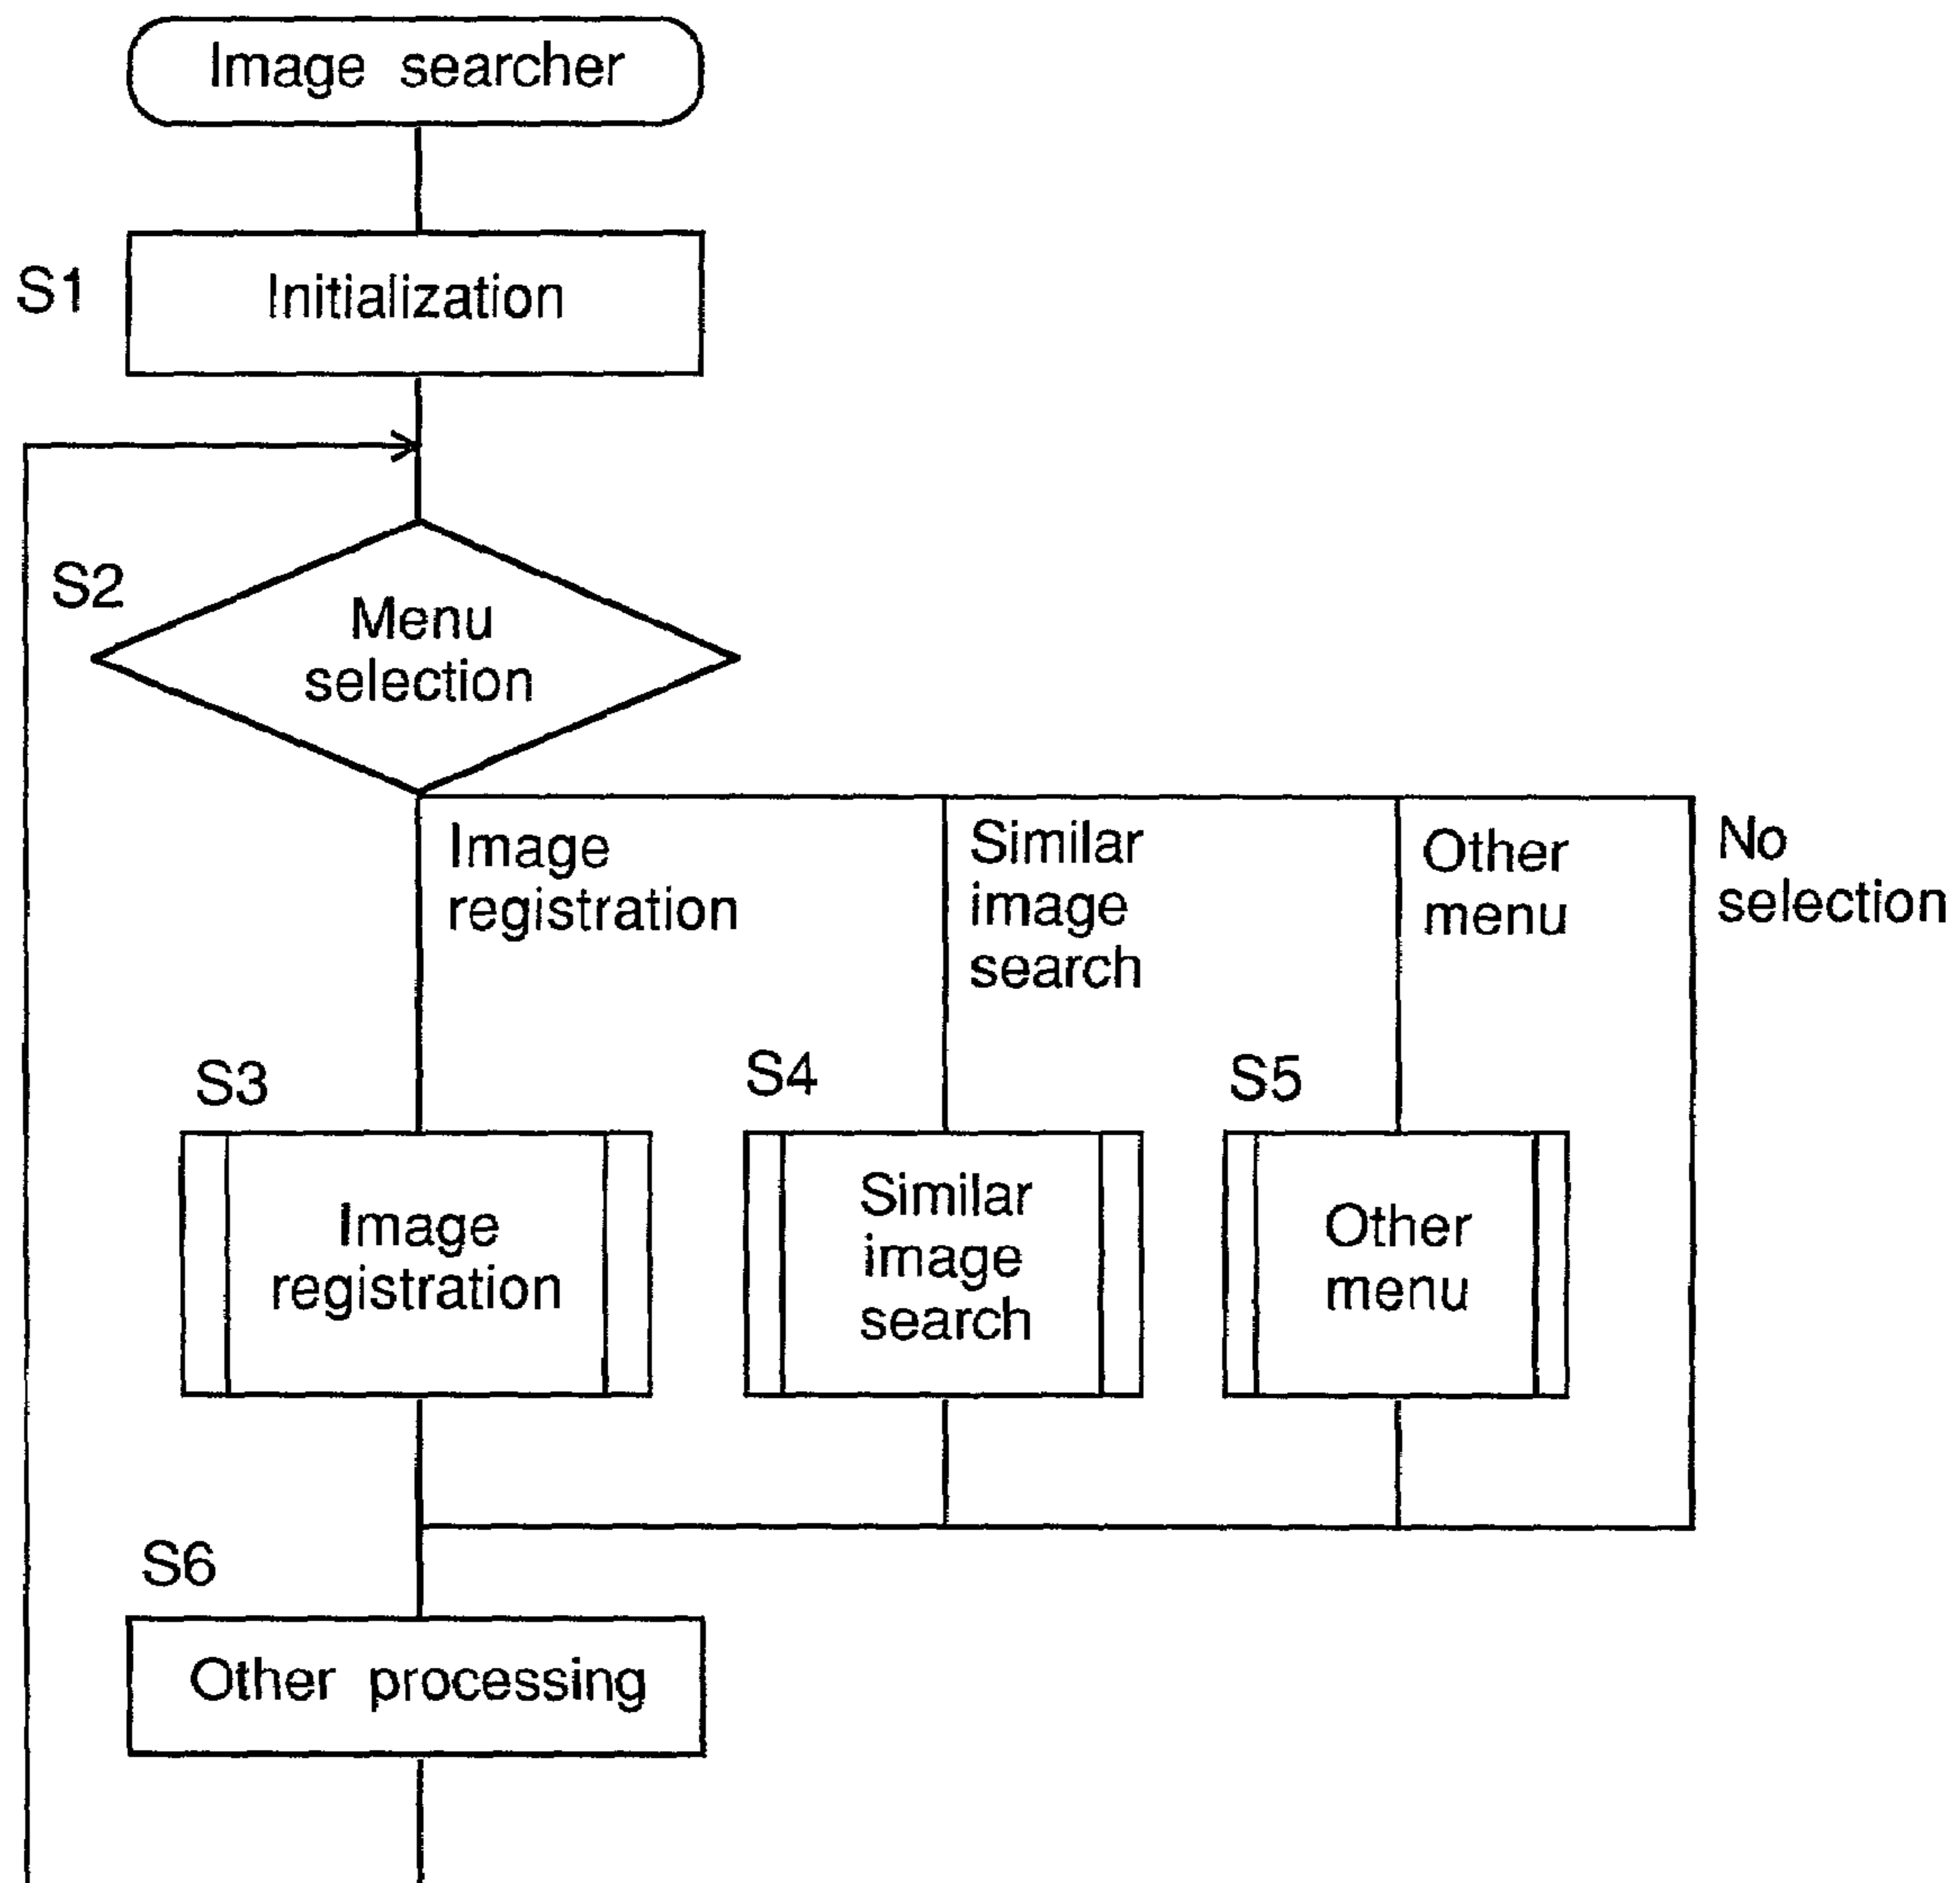 Image searcher
S1
Initialization
S2
Menu
selection
Image
registration
Similar
image
search
Other
menu
No
selection
S3
Image
registration
S4
Similar
image
search
S5
Other
menu
S6
Other processing